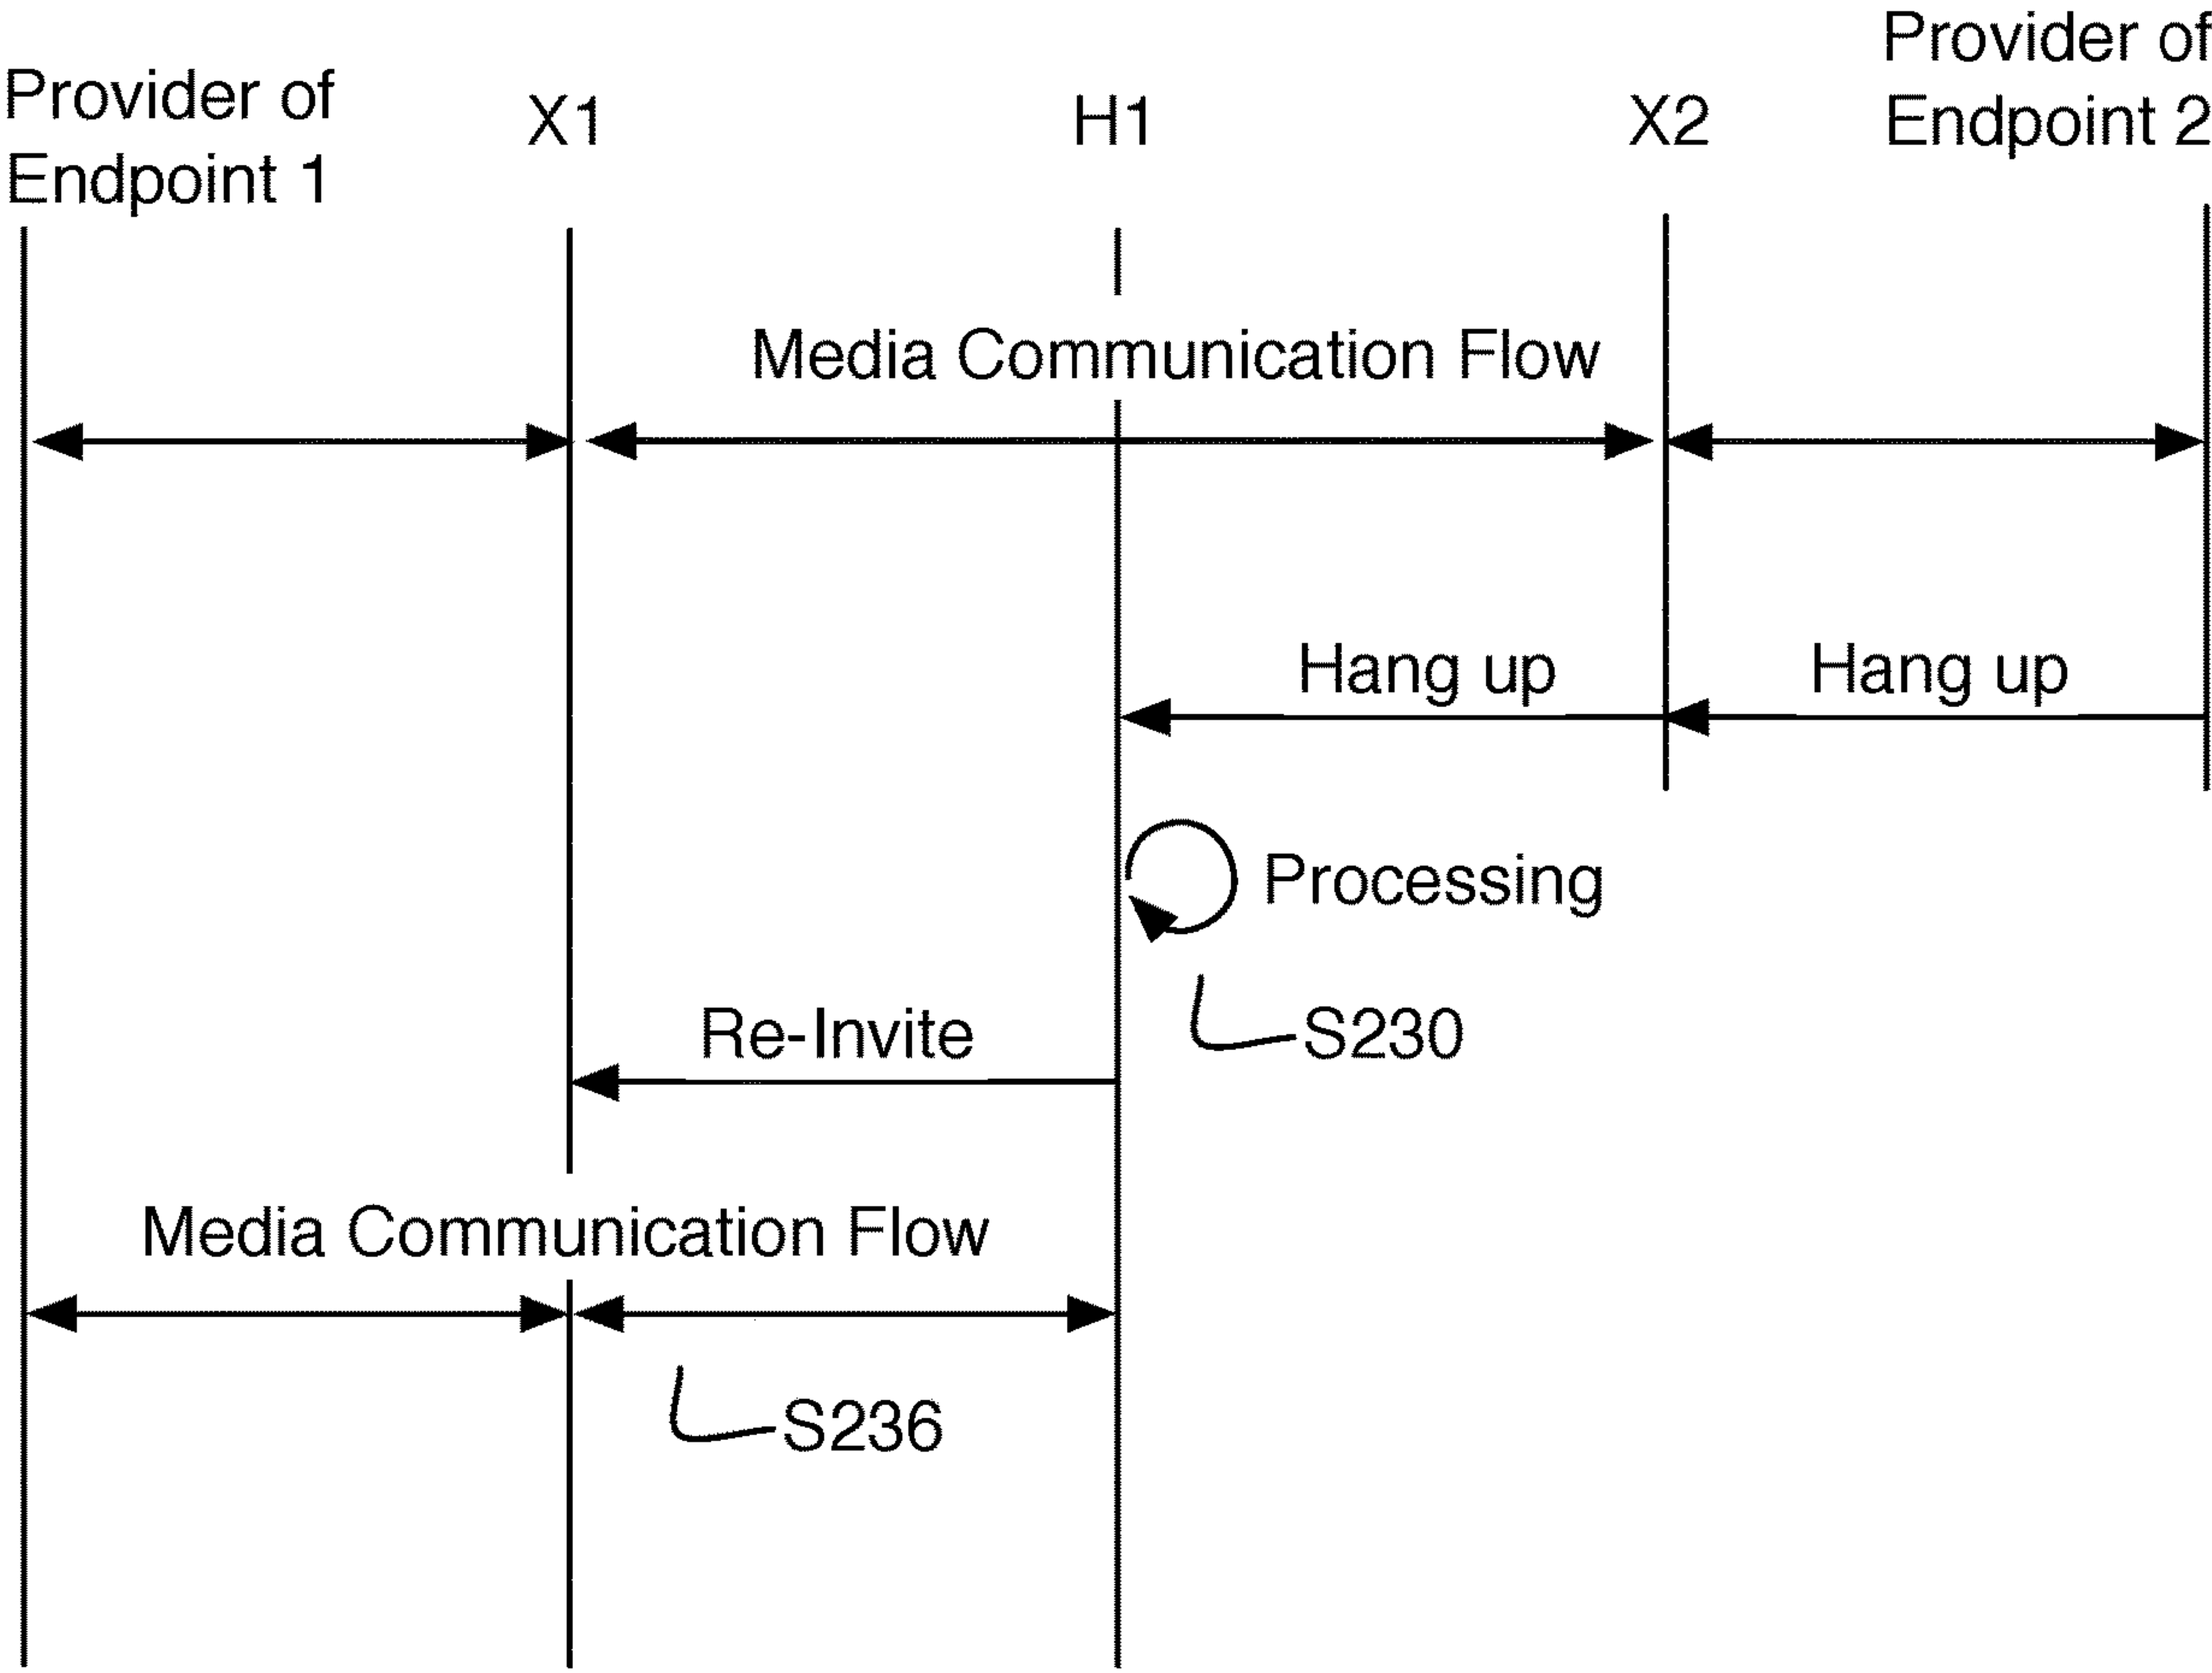 Provider of
Endpoint 1
X1
H1
X2
Provider of
Endpoint 2
Media Communication Flow
Hang up
Hang up
Processing
S230
Re-Invite
Media Communication Flow
S236